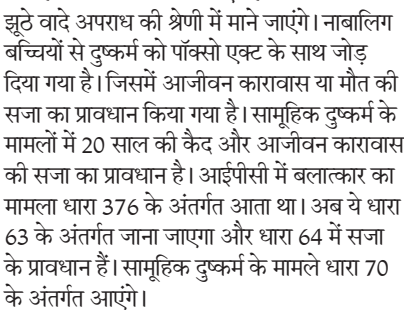 झूठे वादे अपराध की श्रेणी में माने जाएंगे। नाबालिग
बच्चियों से दुष्कर्म को पॉक्सो एक्ट के साथ जोड़
दिया गया है। जिसमें आजीवन कारावास या मौत की
सजा का प्रावधान किया गया है। सामूहिक दुष्कर्म के
मामलों में 20 साल की कैद और आजीवन कारावास
की सजा का प्रावधान है। आईपीसी में बलात्कार का
मामला धारा 376 के अंतर्गत आता था। अब ये धारा
63 के अंतर्गत जाना जाएगा और धारा 64 में सजा
के प्रावधान हैं। सामूहिक दुष्कर्म के मामले धारा 70
के अंतर्गत आएंगे।